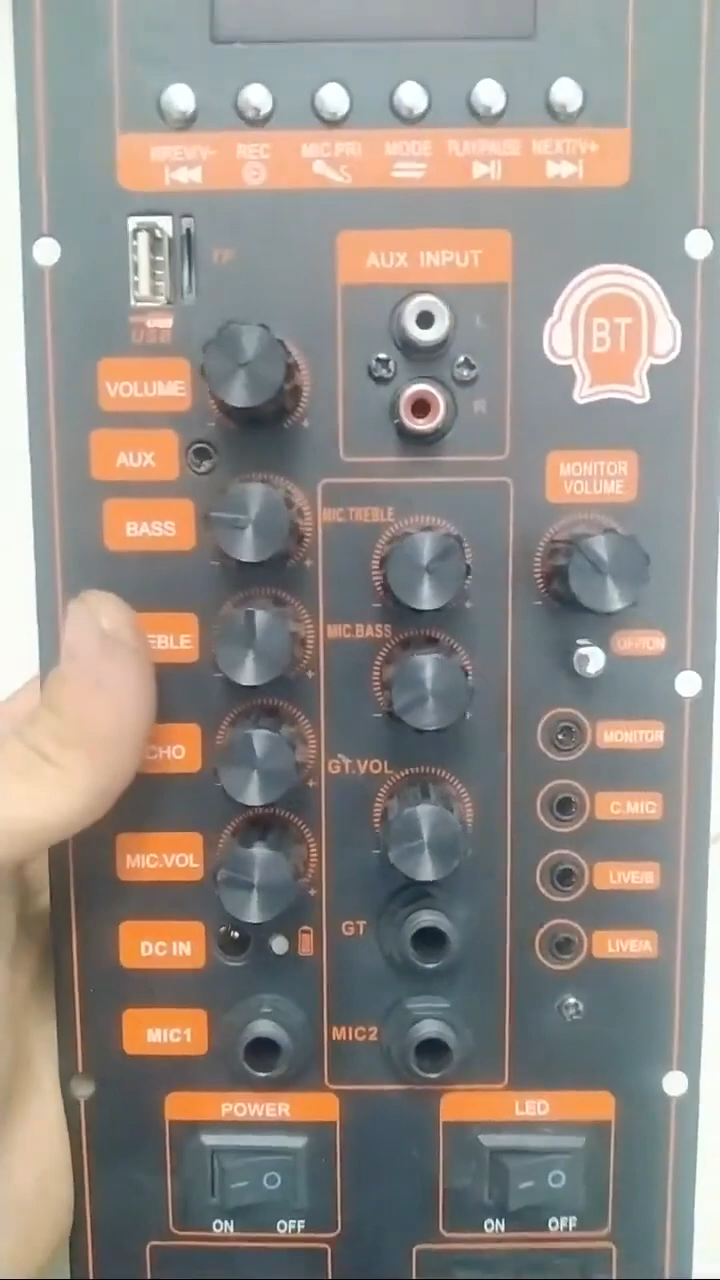 PREV/V- REC MIC.PRI MODE PLAY/PAUSE NEXT/V+
TF
USB
AUX INPUT
L
R
BT
VOLUME
AUX
BASS
EBLE
CHO
MIC.VOL
DC IN
MIC1
MIC.TREBLE
MIC.BASS
GT.VOL
GT
MIC2
MONITOR
VOLUME
OFF/ON
MONITOR
C.MIC
LIVE/B
LIVE/A
POWER
ON OFF
LED
ON OFF